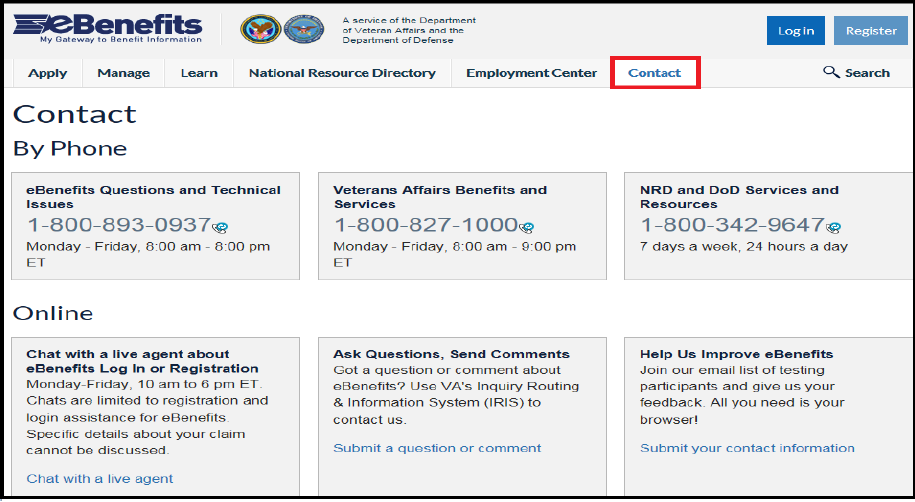 eBenefits
My Gateway to Benefit Information
A service of the Department
of Veteran Affairs and the
Department of Defense
Log in
Register
Apply
Manage
Learn
National Resource Directory
Employment Center
Contact
Search
Contact
By Phone
eBenefits Questions and Technical
Issues
1-800-893-0937
Monday - Friday, 8:00 am - 8:00 pm
ET
Veterans Affairs Benefits and
Services
1-800-827-1000
Monday - Friday, 8:00 am - 9:00 pm
ET
NRD and DoD Services and
Resources
1-800-342-9647
7 days a week, 24 hours a day
Online
Chat with a live agent about
eBenefits Log In or Registration
Monday-Friday, 10 am to 6 pm ET.
Chats are limited to registration and
login assistance for eBenefits.
Specific details about your claim
cannot be discussed.
Chat with a live agent
Ask Questions, Send Comments
Got a question or comment about
eBenefits? Use VA's Inquiry Routing
& Information System (IRIS) to
contact us.
Submit a question or comment
Help Us Improve eBenefits
Join our email list of testing
participants and give us your
feedback. All you need is your
browser!
Submit your contact information